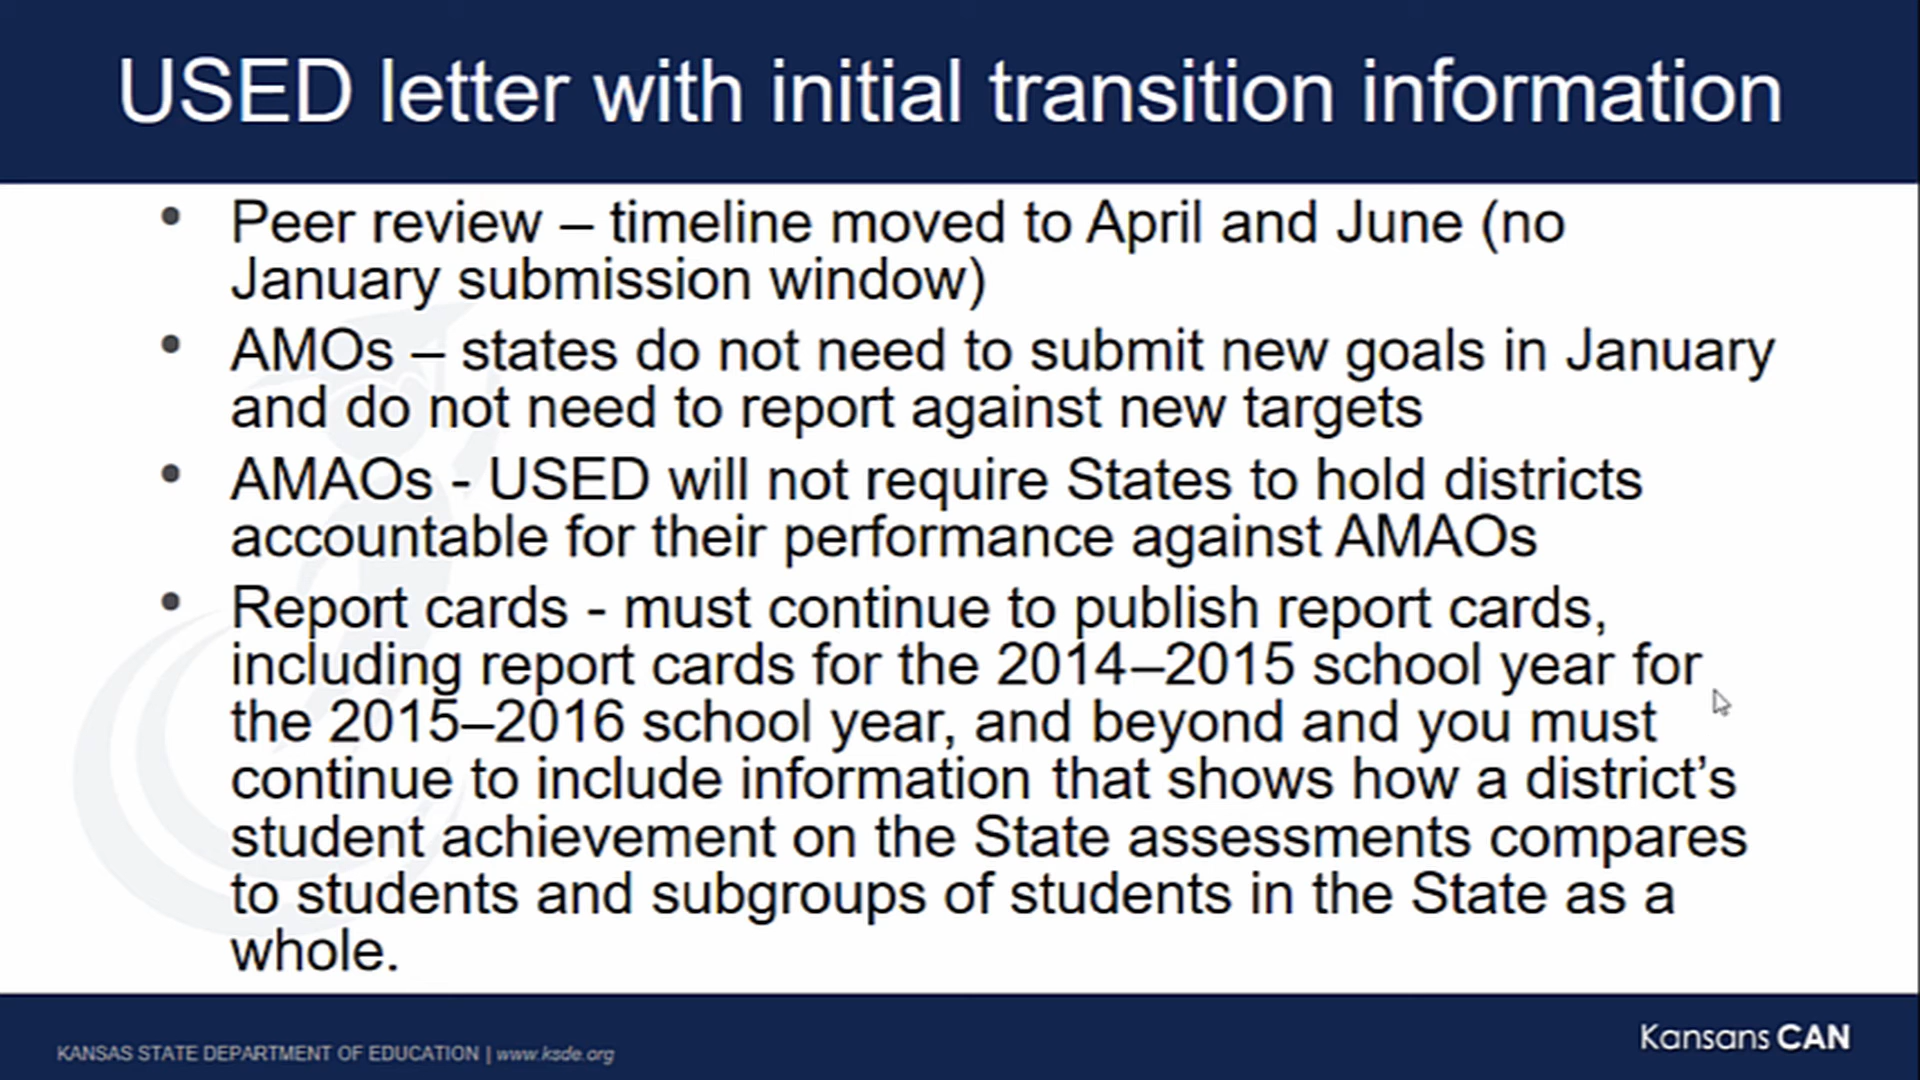 USED letter with initial transition information
• Peer review – timeline moved to April and June (no
January submission window)
• AMOs – states do not need to submit new goals in January
and do not need to report against new targets
• AMAOs - USED will not require States to hold districts
accountable for their performance against AMAOs
• Report cards - must continue to publish report cards,
including report cards for the 2014–2015 school year for
the 2015–2016 school year, and beyond and you must
continue to include information that shows how a district’s
student achievement on the State assessments compares
to students and subgroups of students in the State as a
whole.
KANSAS STATE DEPARTMENT OF EDUCATION | www.ksde.org
Kansans CAN